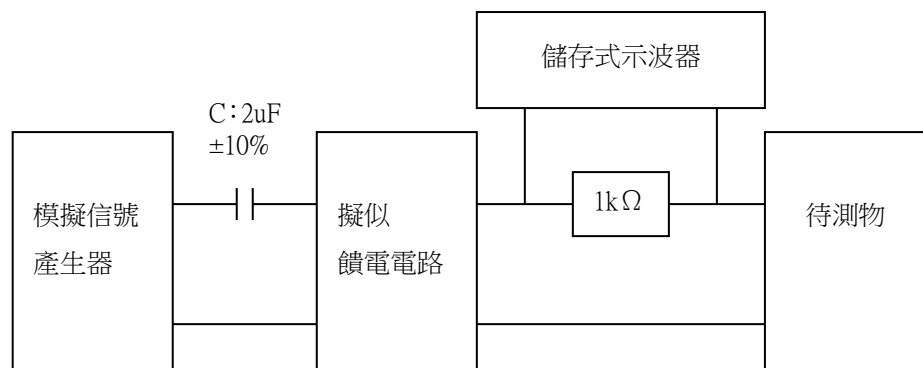 儲存式示波器
C:2uF
±10%
模擬信號
產生器
擬似
饋電電路
1kΩ
待測物